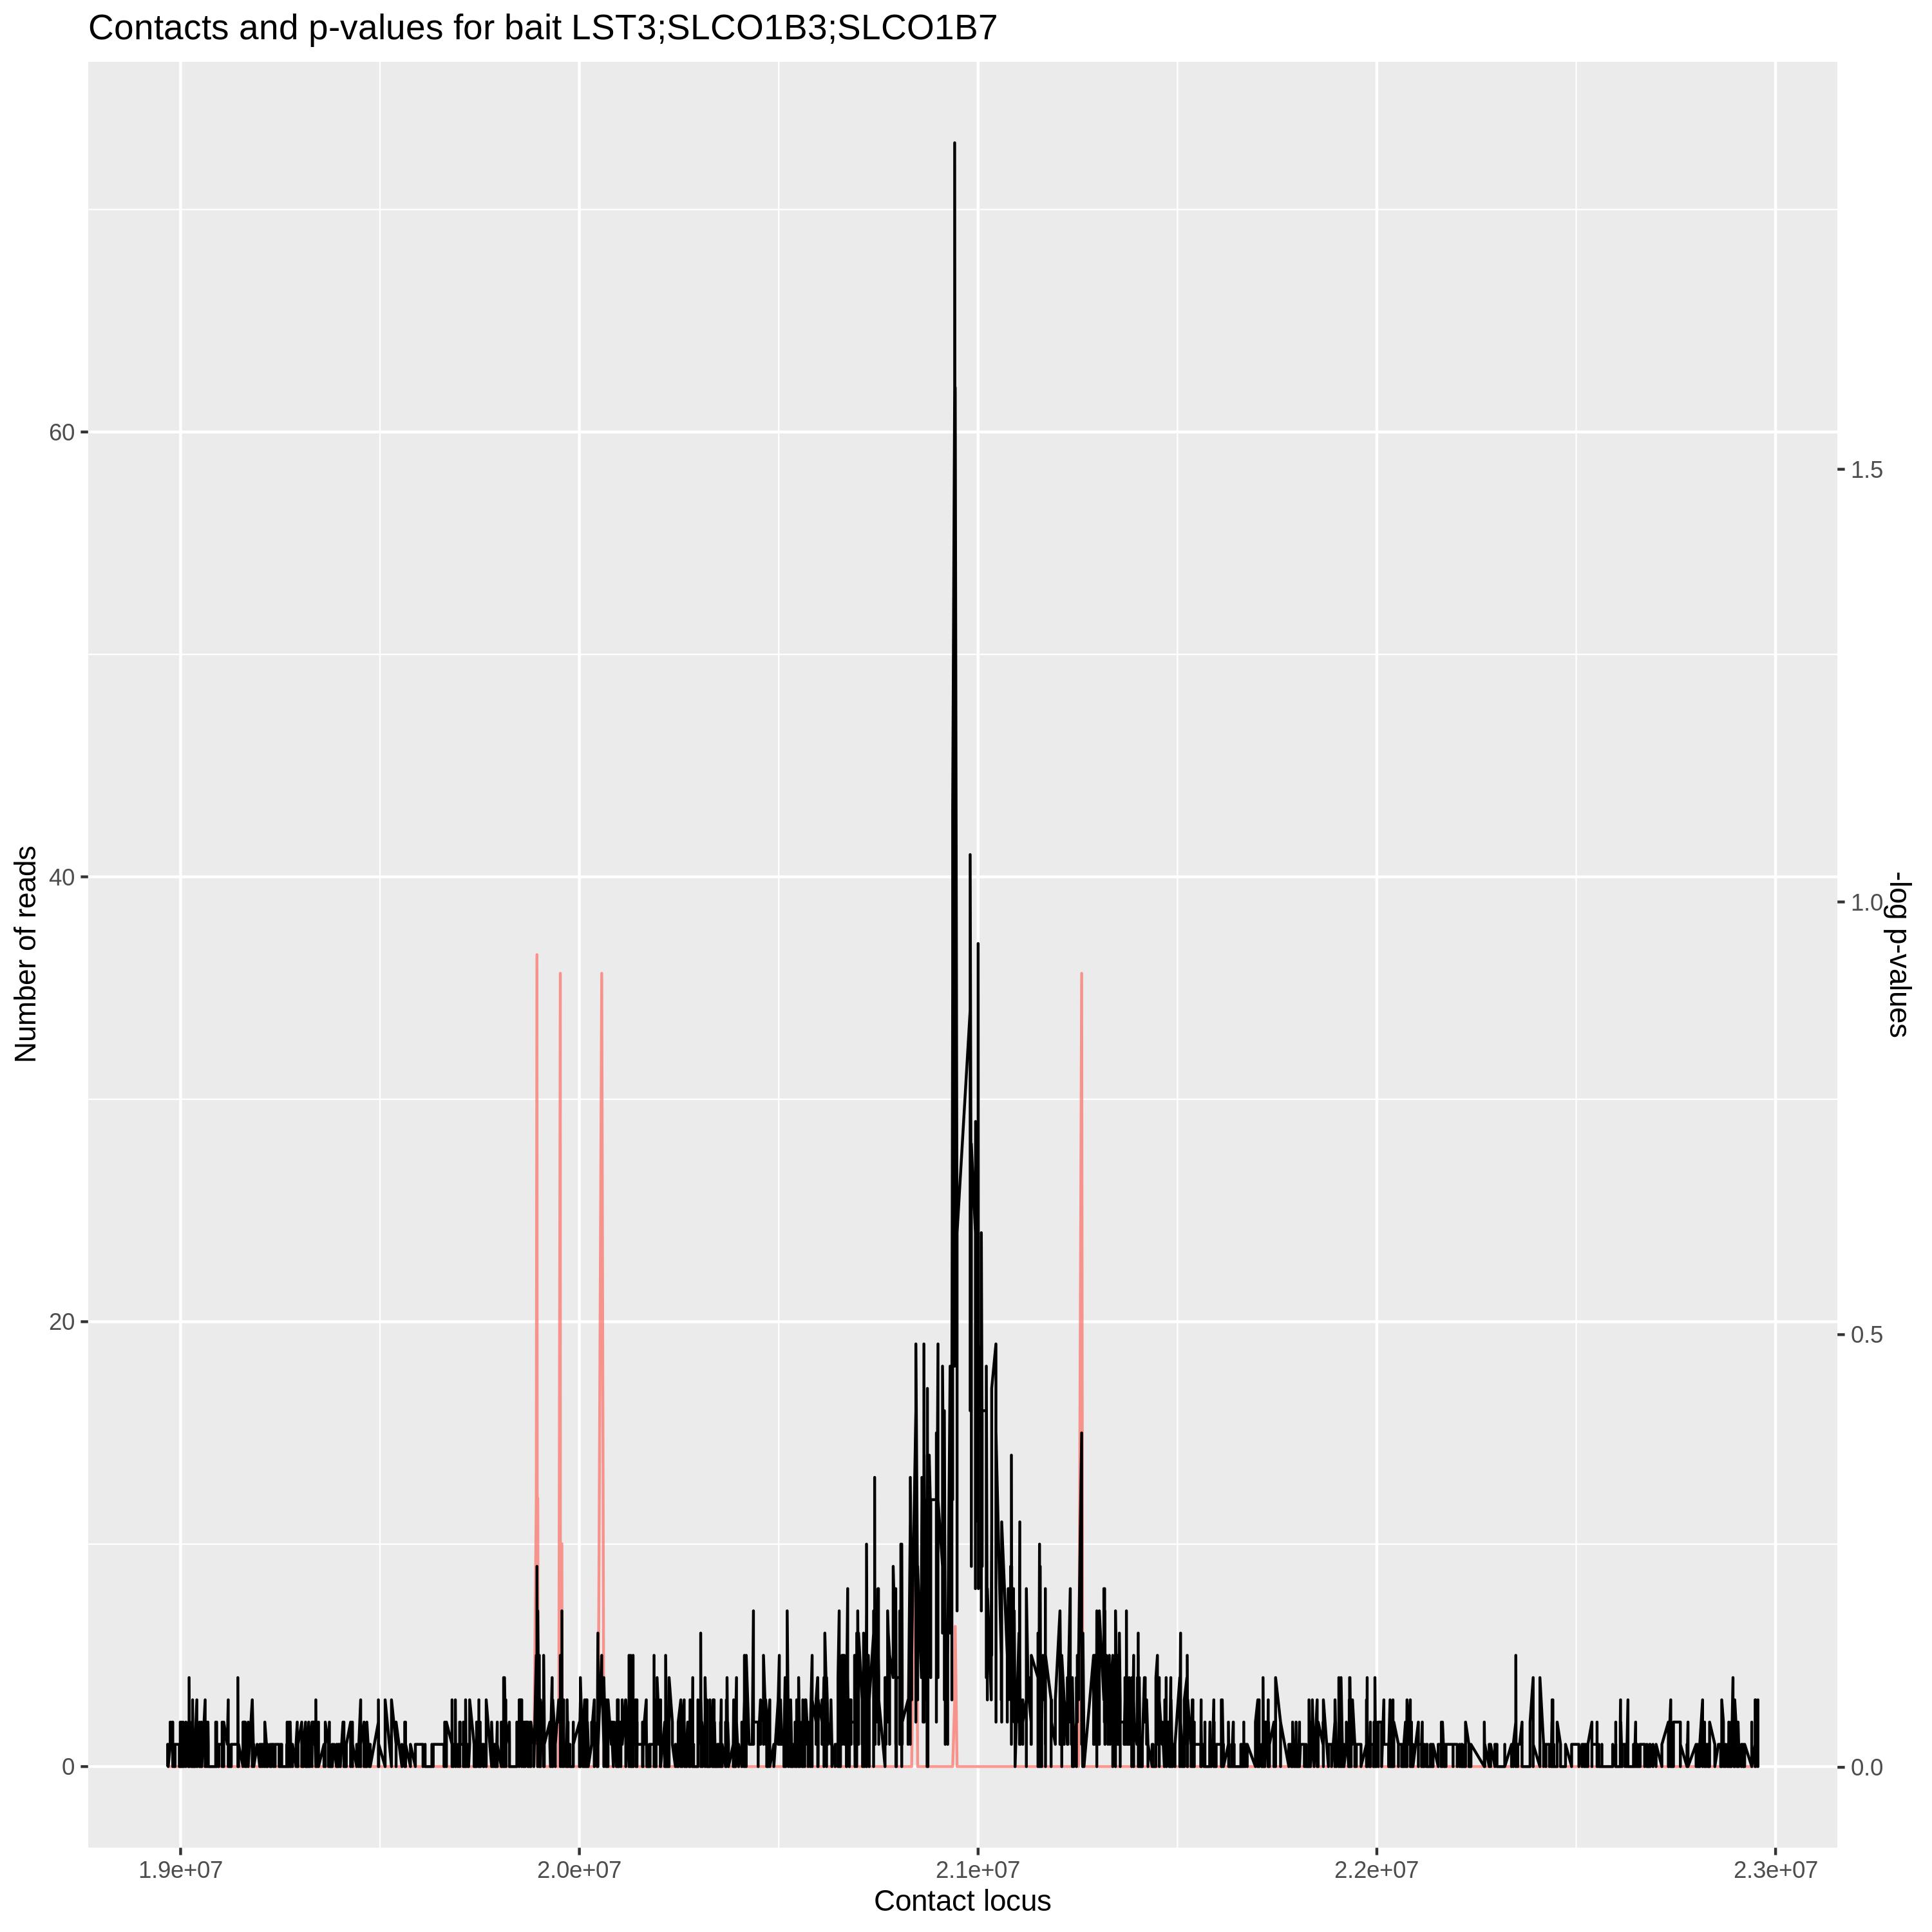 Contacts and p-values for bait LST3;SLCO1B3;SLCO1B7
Number of reads
60
40
20
0
1.5
1.0
0.5
0.0
-log p-values
1.9e+07
2.0e+07
2.1e+07
2.2e+07
2.3e+07
Contact locus